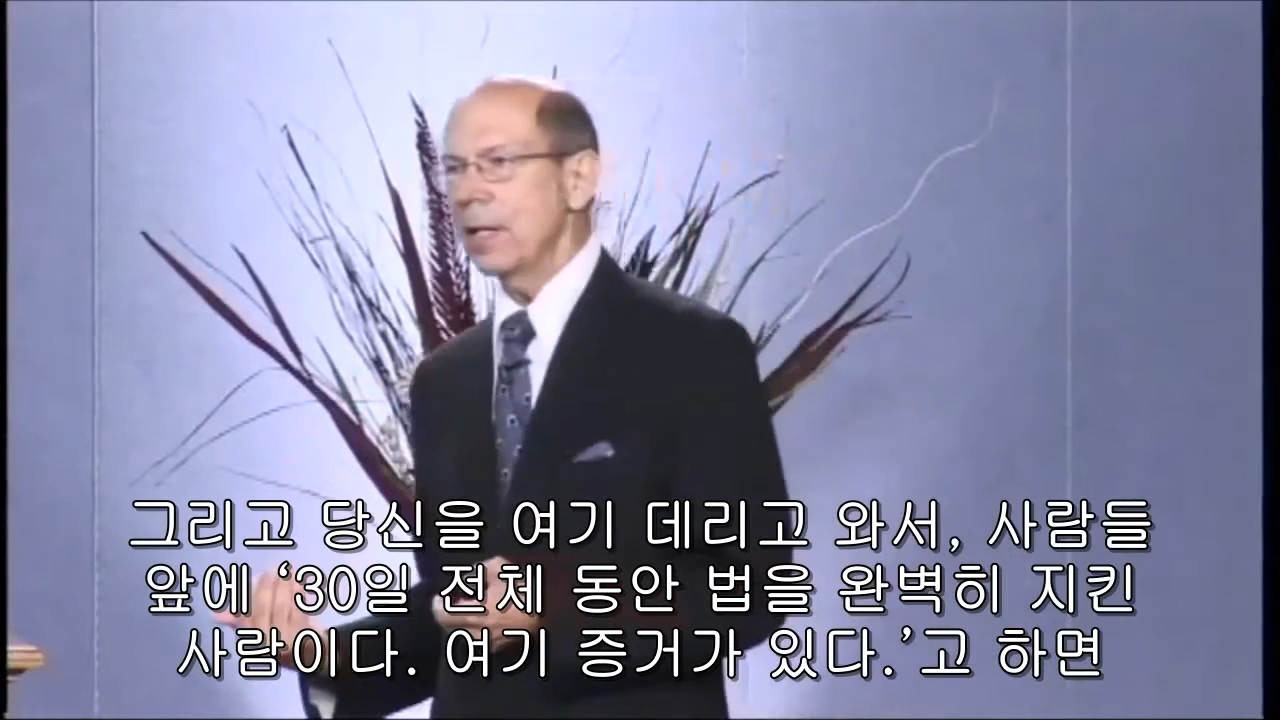 그리고 당신을 여기 데리고 와서, 사람들
앞에 ‘30일 전체 동안 법을 완벽히 지킨
사람이다. 여기 증거가 있다.’고 하면